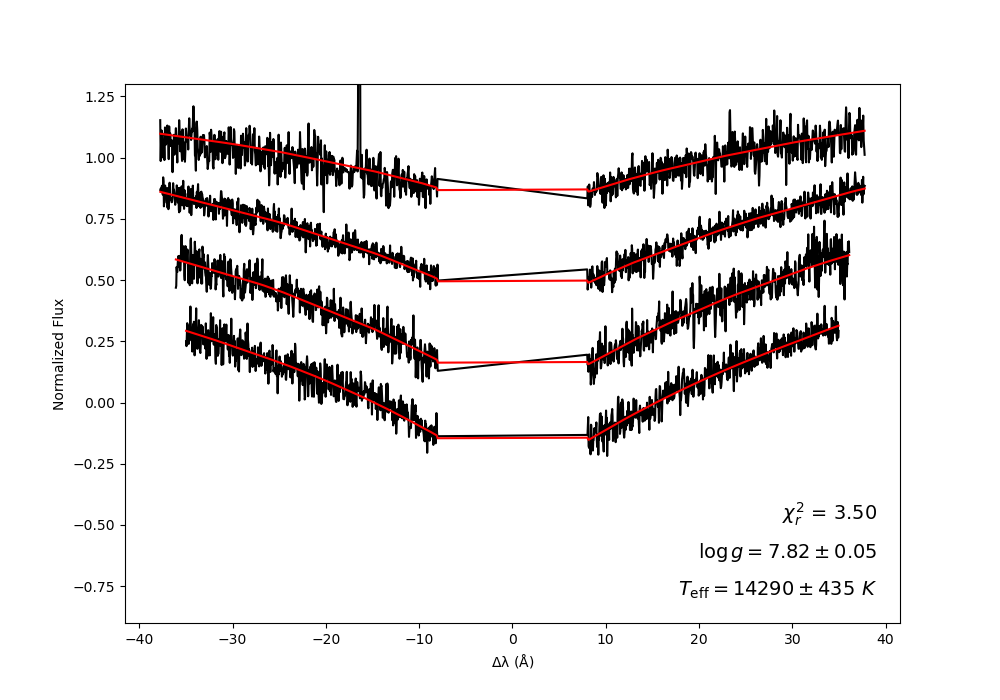 1.25
1.00
0.75
0.50
0.25
0.00
−0.25
−0.50
−0.75
Normalized Flux
χ²ᵣ = 3.50
log g = 7.82 ± 0.05
T_eff = 14290 ± 435 K
−40 −30 −20 −10 0 10 20 30 40
Δλ (Å)